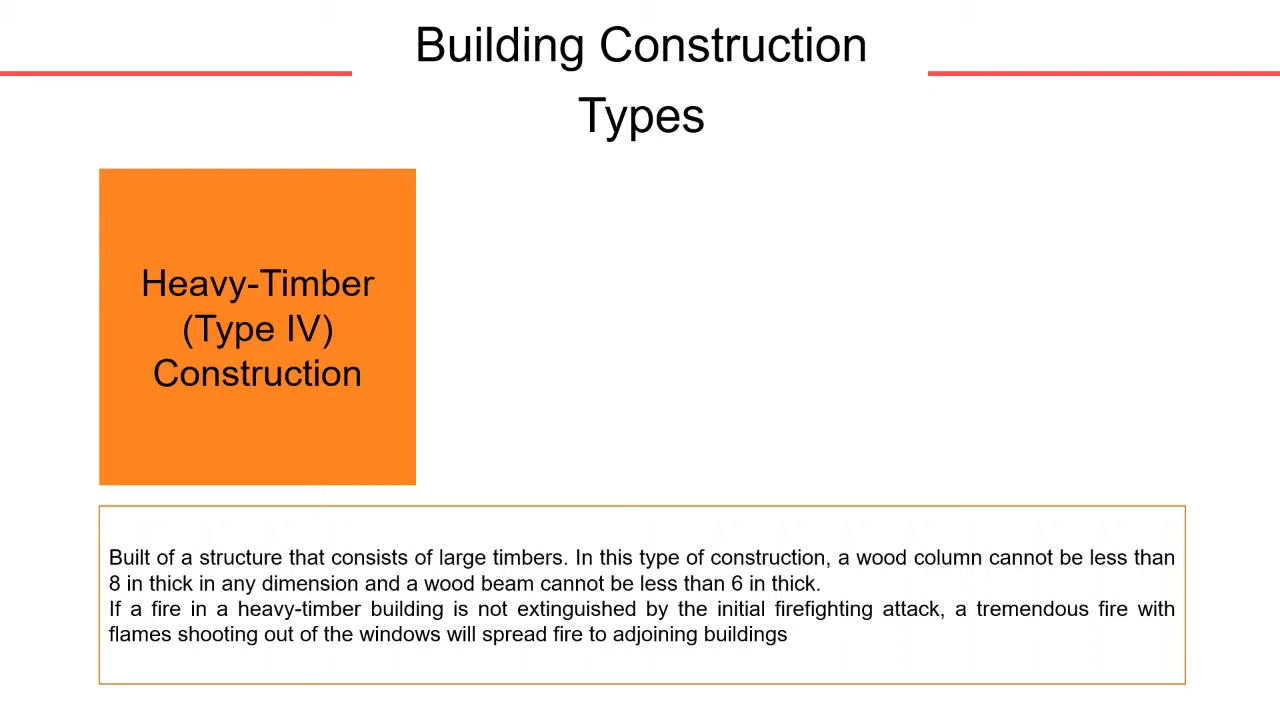 Building Construction
Types
Heavy-Timber
(Type IV)
Construction
Built of a structure that consists of large timbers. In this type of construction, a wood column cannot be less than
8 in thick in any dimension and a wood beam cannot be less than 6 in thick.
If a fire in a heavy-timber building is not extinguished by the initial firefighting attack, a tremendous fire with
flames shooting out of the windows will spread fire to adjoining buildings